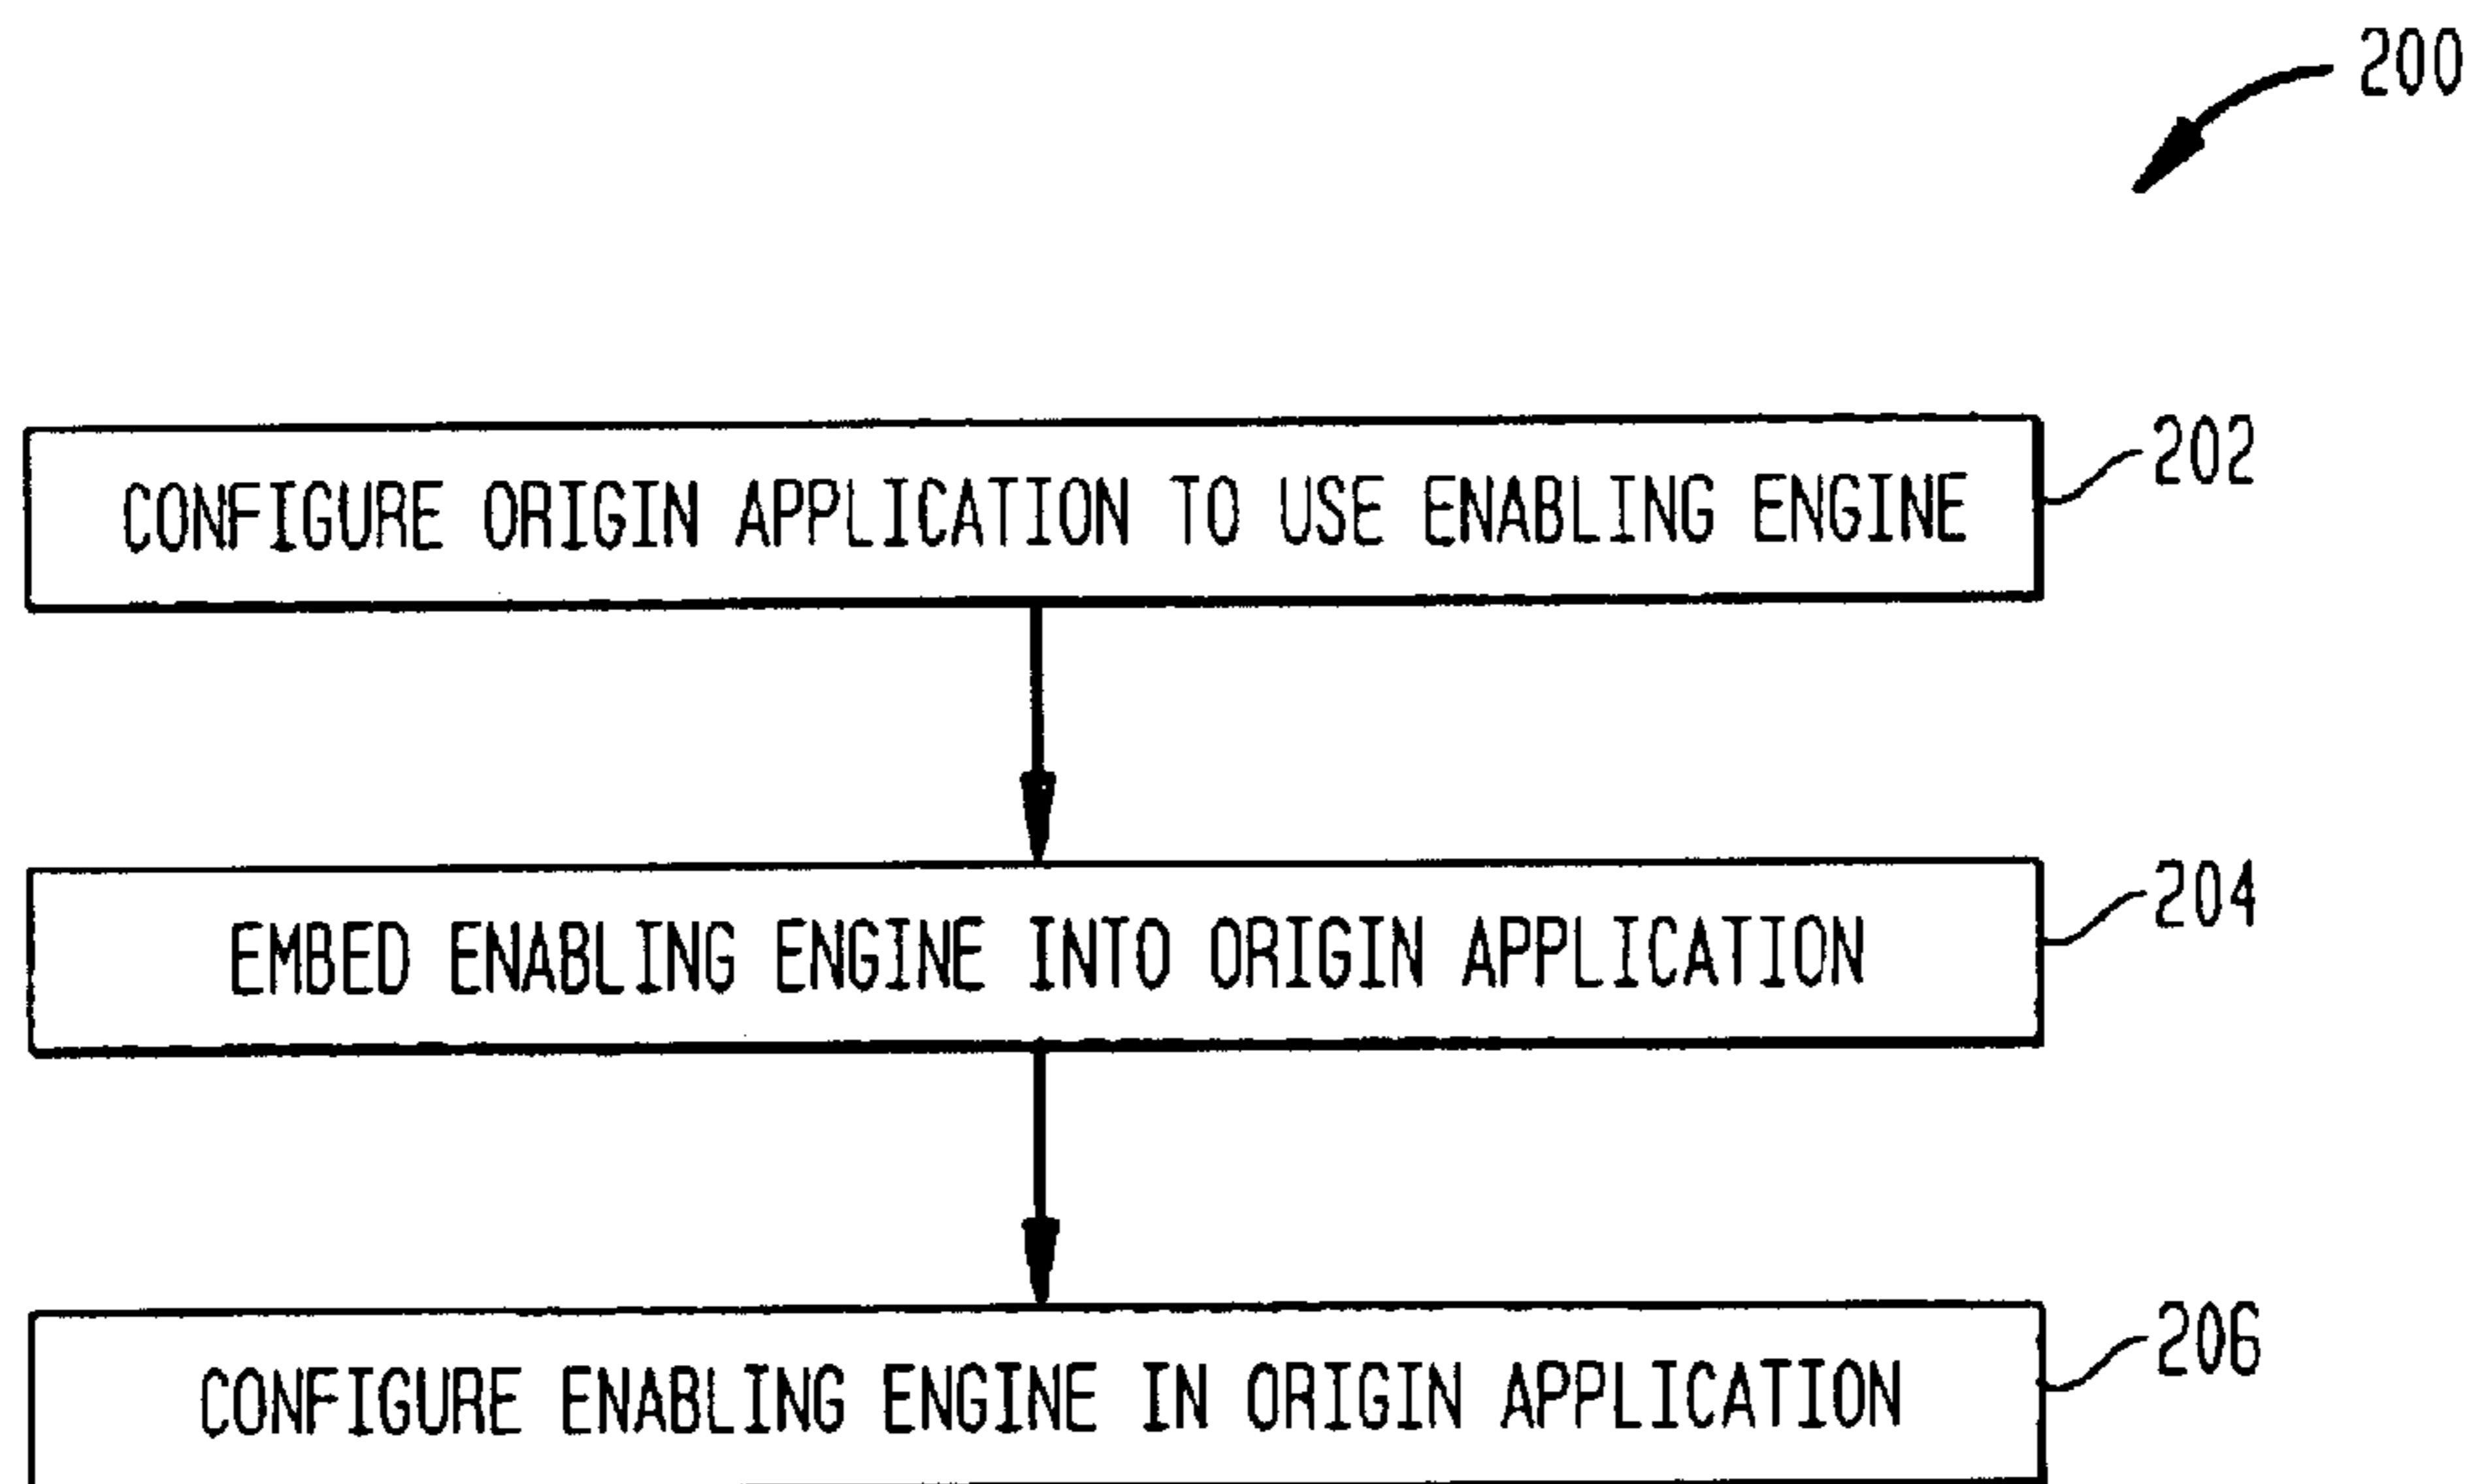 200
CONFIGURE ORIGIN APPLICATION TO USE ENABLING ENGINE
202
EMBED ENABLING ENGINE INTO ORIGIN APPLICATION
204
CONFIGURE ENABLING ENGINE IN ORIGIN APPLICATION
206